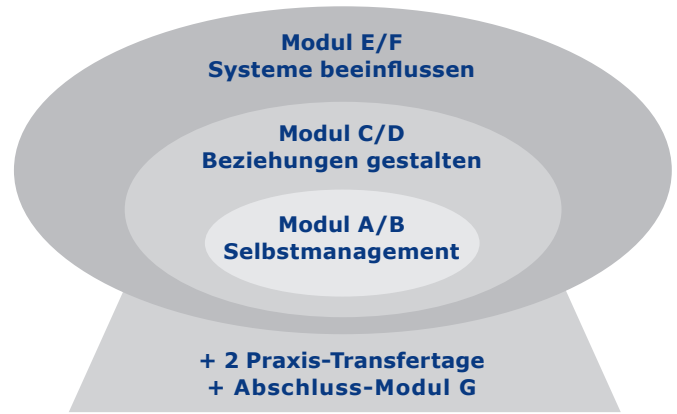 Modul E/F
Systeme beeinflussen
Modul C/D
Beziehungen gestalten
Modul A/B
Selbstmanagement
+ 2 Praxis-Transfertage
+ Abschluss-Modul G